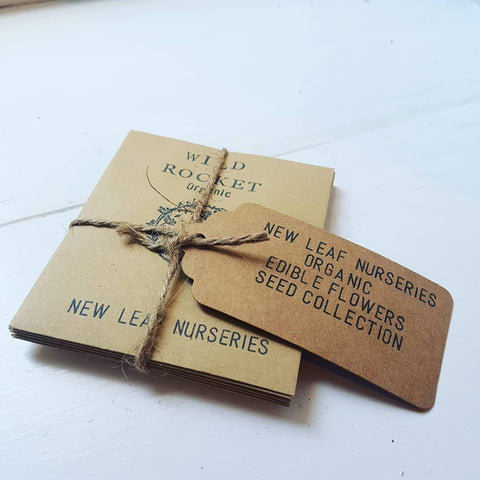 WILD
ROCKET
Organic
NEW LEAF NURSERIES
NEW LEAF NURSERIES
ORGANIC
EDIBLE FLOWERS
SEED COLLECTION